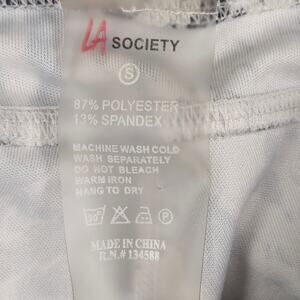 LA SOCIETY
S
87% POLYESTER
13% SPANDEX
MACHINE WASH COLD
WASH SEPARATELY
DO NOT BLEACH
WARM IRON
HANG TO DRY
30° P
MADE IN CHINA
R.N.# 134588